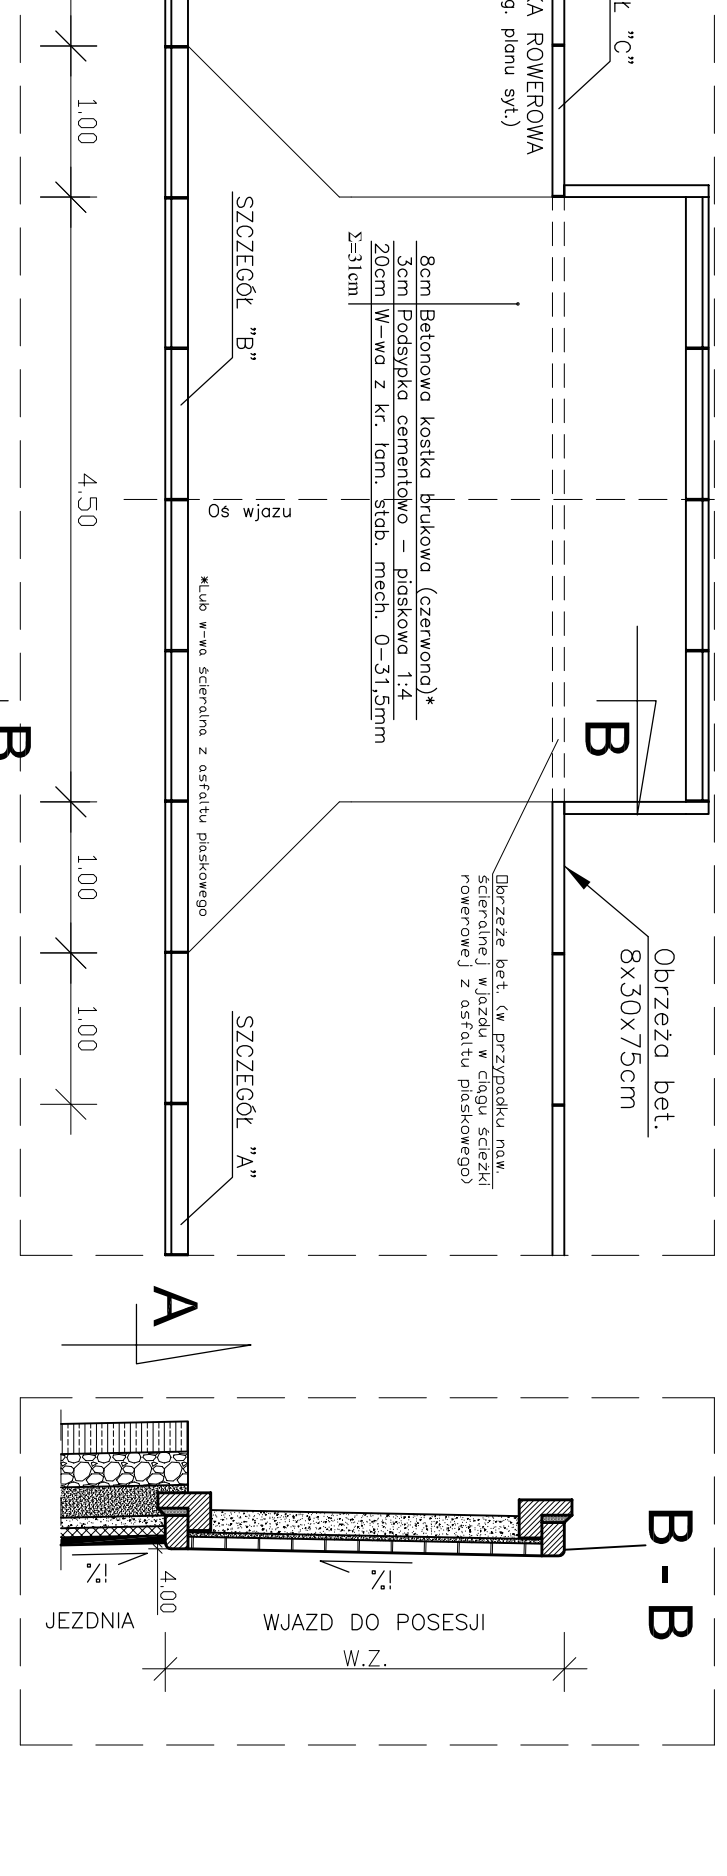 Ł "C"
KA ROWEROWA
g. planu syt.)
1,00
4,50
1,00
1,00
SZCZEGÓŁ "B"
8cm Betonowa kostka brukowa (czerwona)*
3cm Podsypka cementowo – piaskowa 1:4
20cm W–wa z kr. łam. stab. mech. 0–31,5mm
Σ=31cm
Oś wjazu
*Lub w-wa ścieralna z asfaltu piaskowego
B
B
Obrzeża bet.
8x30x75cm
Obrzeże bet. (w przypadku naw.
ścieralnej wjazdu w ciągu ścieżki
rowerowej z asfaltu piaskowego)
SZCZEGÓŁ "A"
A
B - B
i%
i%
4,00
JEZDNIA
WJAZD DO POSESJI
W.Z.